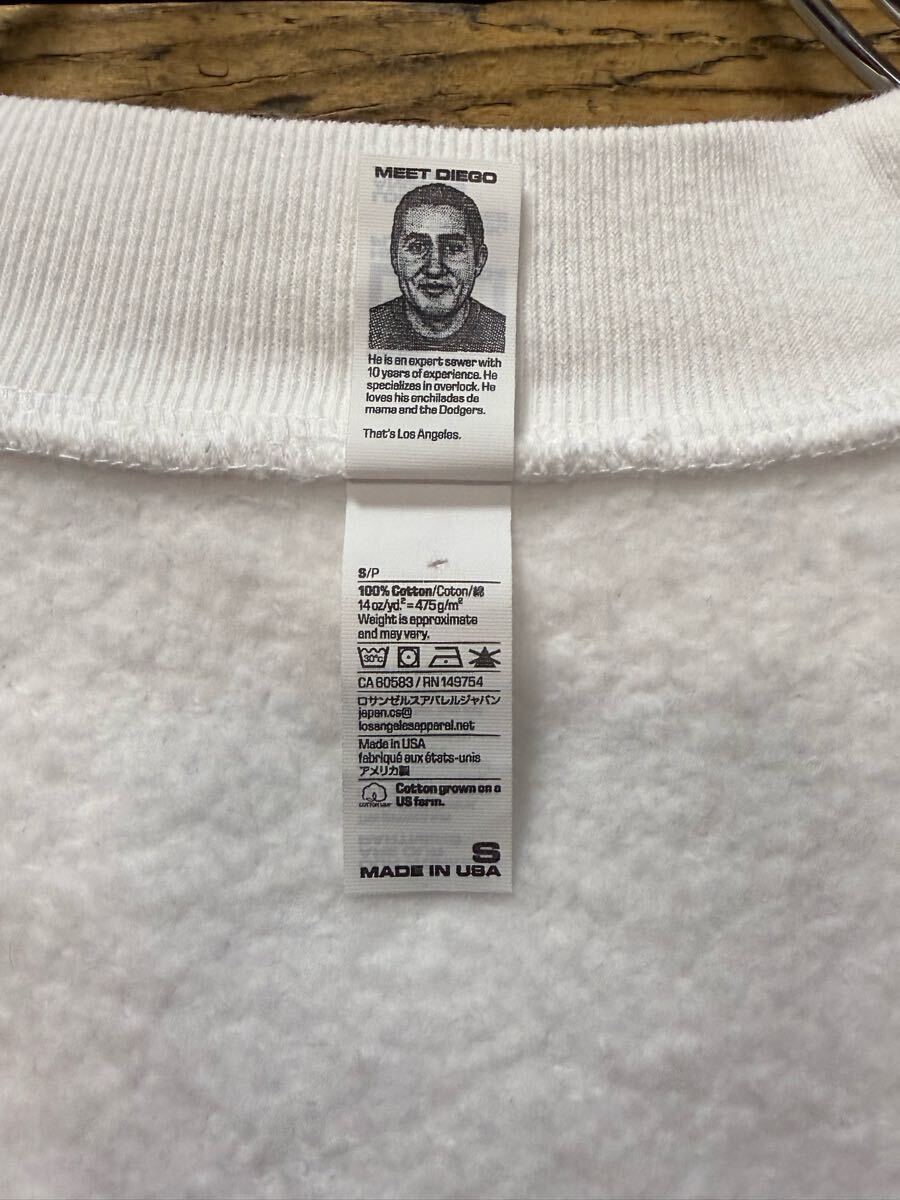 MEET DIEGO
He is an expert sewer with
10 years of experience. He
specializes in overlock. He
loves his enchiladas de
mama and the Dodgers.
That's Los Angeles.
S/P
100% Cotton/Coton/綿
14 oz/yd.²=475g/m²
Weight is approximate
and may vary.
30°C
CA 60583 / RN 149754
ロサンゼルスアパレルジャパン
japan.cs@
losangelesapparel.net
Made in USA
fabriqué aux états-unis
アメリカ製
Cotton grown on a
US farm.
COTTON USA
S
MADE IN USA